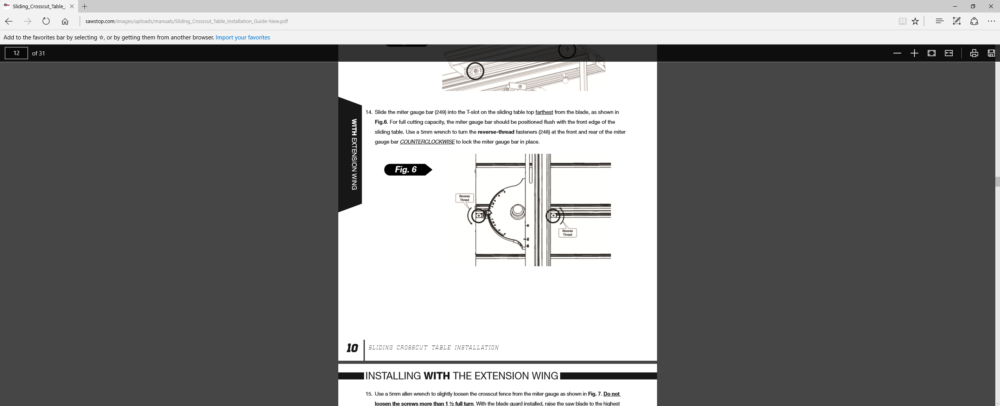 Sliding_Crosscut_Table_
sawstop.com/images/uploads/manuals/Sliding_Crosscut_Table_Installation_Guide-New.pdf
Add to the favorites bar by selecting ☆, or by getting them from another browser. Import your favorites
12 of 31
14. Slide the miter gauge bar (249) into the T-slot on the sliding table top farthest from the blade, as shown in
Fig.6. For full cutting capacity, the miter gauge bar should be positioned flush with the front edge of the
sliding table. Use a 5mm wrench to turn the reverse-thread fasteners (248) at the front and rear of the miter
gauge bar COUNTERCLOCKWISE to lock the miter gauge bar in place.
WITH EXTENSION WING
Fig. 6
Reverse
Thread
Reverse
Thread
10 SLIDING CROSSCUT TABLE INSTALLATION
INSTALLING WITH THE EXTENSION WING
15. Use a 5mm allen wrench to slightly loosen the crosscut fence from the miter gauge as shown in Fig. 7. Do not
loosen the screws more than 1 ½ full turn. With the blade guard installed, raise the saw blade to the highest